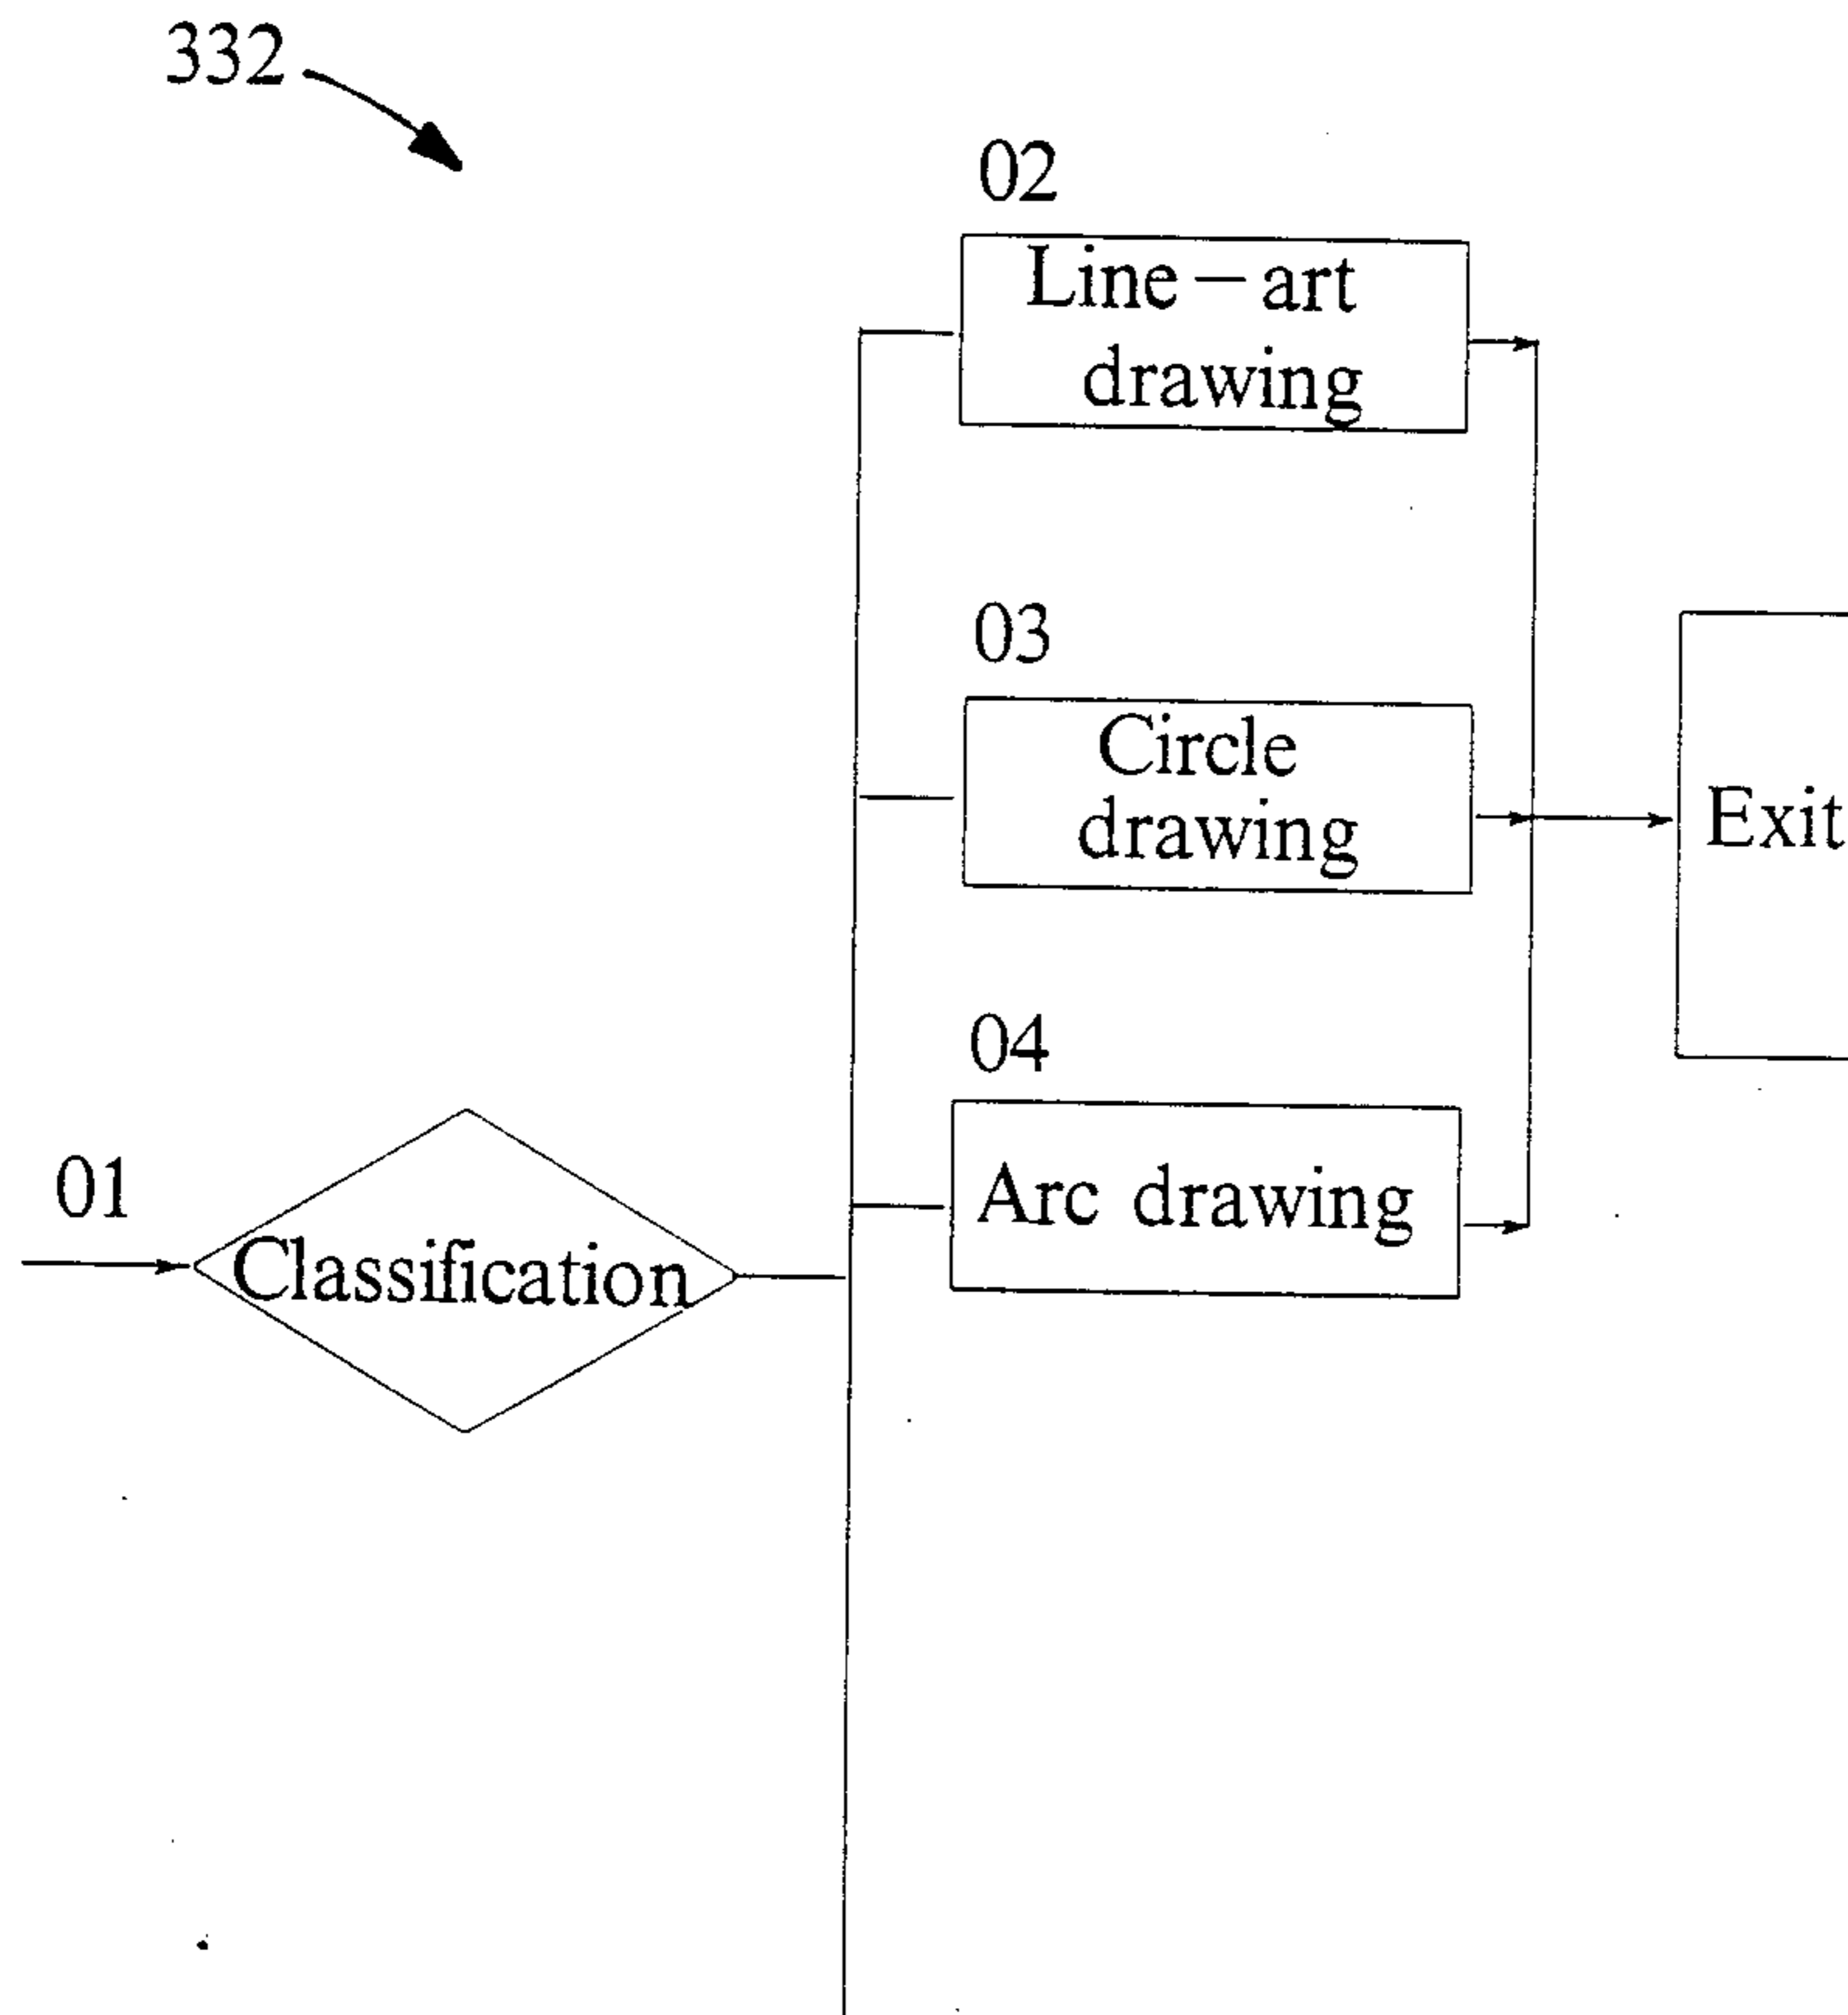 332
02
Line-art
drawing
03
Circle
drawing
Exit
04
Arc drawing
01
Classification